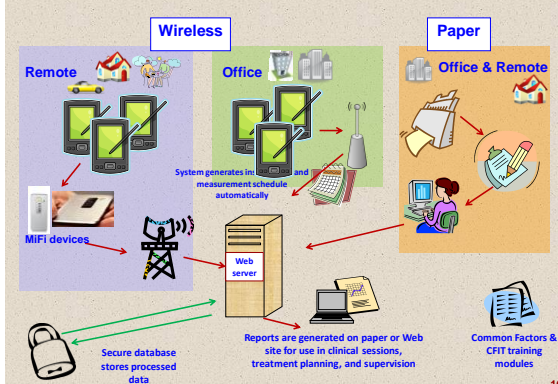 Wireless
Paper
Remote
Office
Office & Remote
System generates and
measurement schedule
automatically
MiFi devices
Web
server
Secure database
stores processed
data
Reports are generated on paper or Web
site for use in clinical sessions,
treatment planning, and supervision
Common Factors &
CFIT training
modules